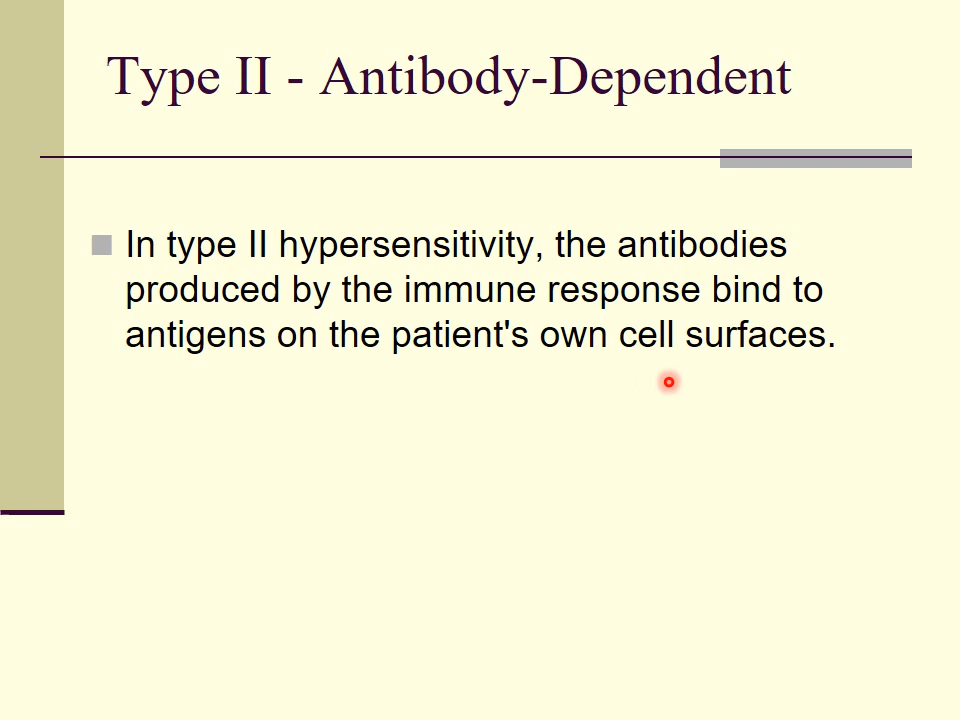 Type II - Antibody-Dependent
In type II hypersensitivity, the antibodies
produced by the immune response bind to
antigens on the patient's own cell surfaces.